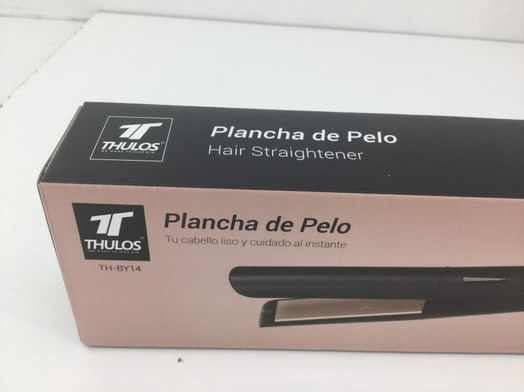 THULOS
Plancha de Pelo
Hair Straightener
THULOS
TH-BY14
Plancha de Pelo
Tu cabello liso y cuidado al instante